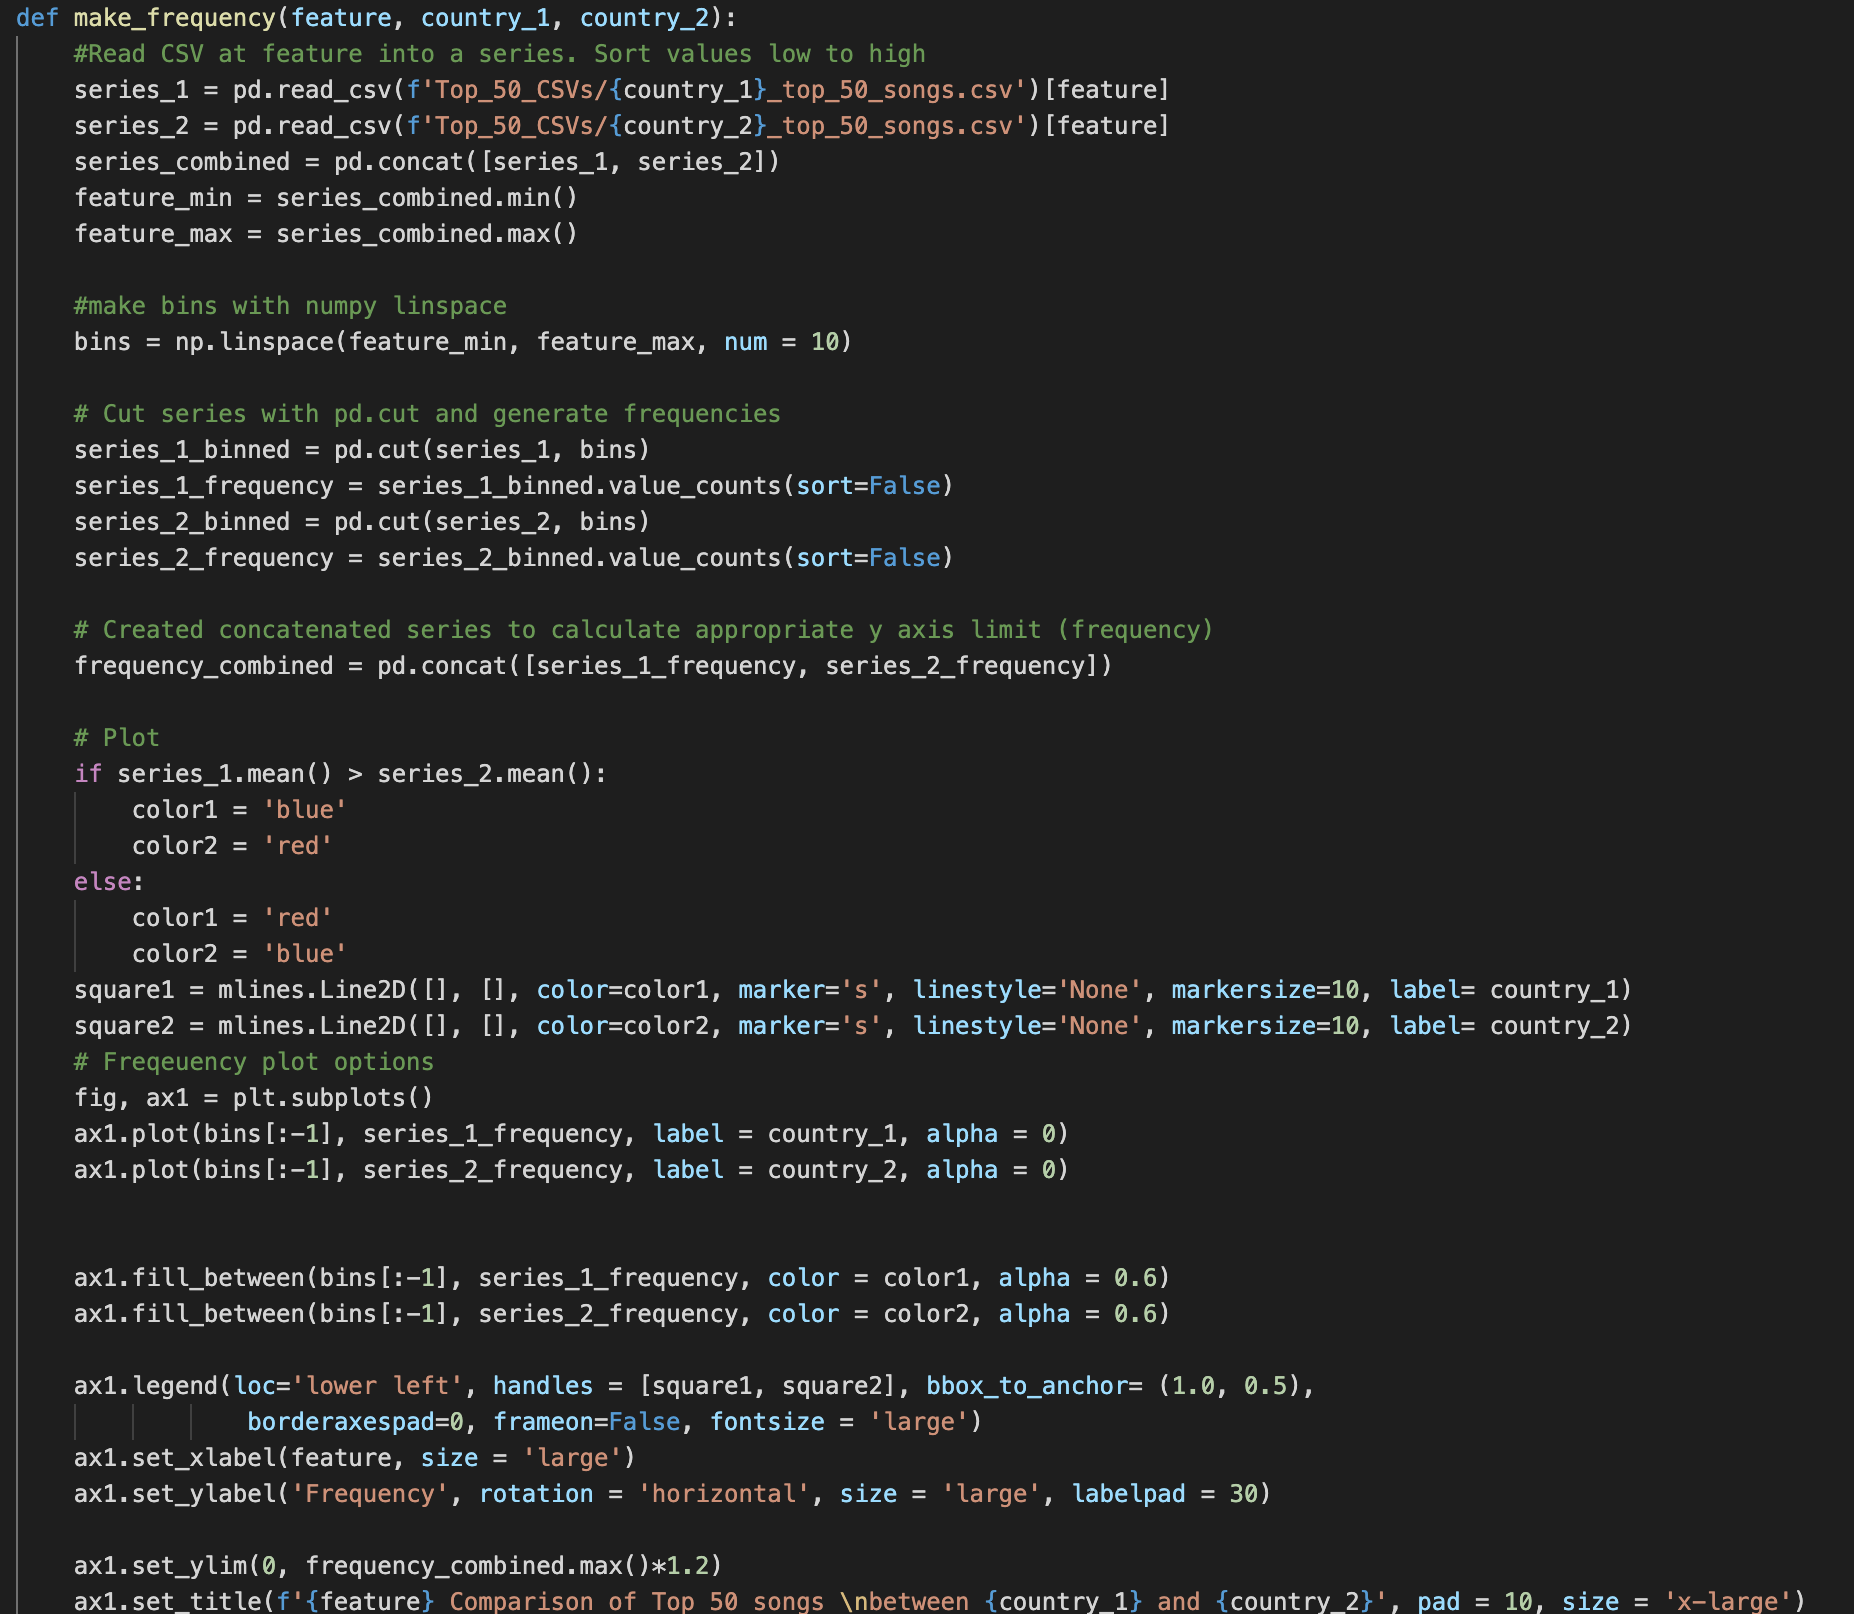 def make_frequency(feature, country_1, country_2):
    #Read CSV at feature into a series. Sort values low to high
    series_1 = pd.read_csv(f'Top_50_CSVs/{country_1}_top_50_songs.csv')[feature]
    series_2 = pd.read_csv(f'Top_50_CSVs/{country_2}_top_50_songs.csv')[feature]
    series_combined = pd.concat([series_1, series_2])
    feature_min = series_combined.min()
    feature_max = series_combined.max()

    #make bins with numpy linspace
    bins = np.linspace(feature_min, feature_max, num = 10)

    # Cut series with pd.cut and generate frequencies
    series_1_binned = pd.cut(series_1, bins)
    series_1_frequency = series_1_binned.value_counts(sort=False)
    series_2_binned = pd.cut(series_2, bins)
    series_2_frequency = series_2_binned.value_counts(sort=False)

    # Created concatenated series to calculate appropriate y axis limit (frequency)
    frequency_combined = pd.concat([series_1_frequency, series_2_frequency])

    # Plot
    if series_1.mean() > series_2.mean():
        color1 = 'blue'
        color2 = 'red'
    else:
        color1 = 'red'
        color2 = 'blue'
    square1 = mlines.Line2D([], [], color=color1, marker='s', linestyle='None', markersize=10, label= country_1)
    square2 = mlines.Line2D([], [], color=color2, marker='s', linestyle='None', markersize=10, label= country_2)
    # Freqeuency plot options
    fig, ax1 = plt.subplots()
    ax1.plot(bins[:-1], series_1_frequency, label = country_1, alpha = 0)
    ax1.plot(bins[:-1], series_2_frequency, label = country_2, alpha = 0)


    ax1.fill_between(bins[:-1], series_1_frequency, color = color1, alpha = 0.6)
    ax1.fill_between(bins[:-1], series_2_frequency, color = color2, alpha = 0.6)

    ax1.legend(loc='lower left', handles = [square1, square2], bbox_to_anchor= (1.0, 0.5),
                borderaxespad=0, frameon=False, fontsize = 'large')
    ax1.set_xlabel(feature, size = 'large')
    ax1.set_ylabel('Frequency', rotation = 'horizontal', size = 'large', labelpad = 30)

    ax1.set_ylim(0, frequency_combined.max()*1.2)
    ax1.set_title(f'{feature} Comparison of Top 50 songs \nbetween {country_1} and {country_2}', pad = 10, size = 'x-large')